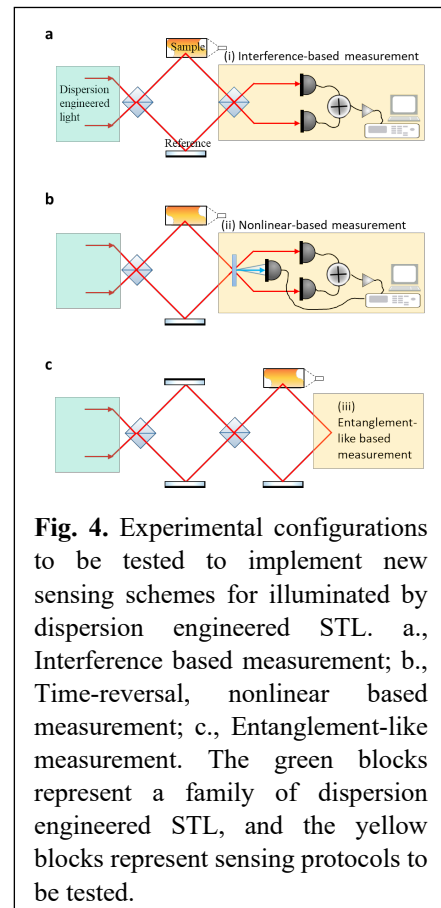 a
Sample
(i) Interference-based measurement
Dispersion
engineered
light
Reference
b
(ii) Nonlinear-based measurement
c
(iii)
Entanglement-
like based
measurement
Fig. 4. Experimental configurations
to be tested to implement new
sensing schemes for illuminated by
dispersion engineered STL. a.,
Interference based measurement; b.,
Time-reversal, nonlinear based
measurement; c., Entanglement-like
measurement. The green blocks
represent a family of dispersion
engineered STL, and the yellow
blocks represent sensing protocols to
be tested.